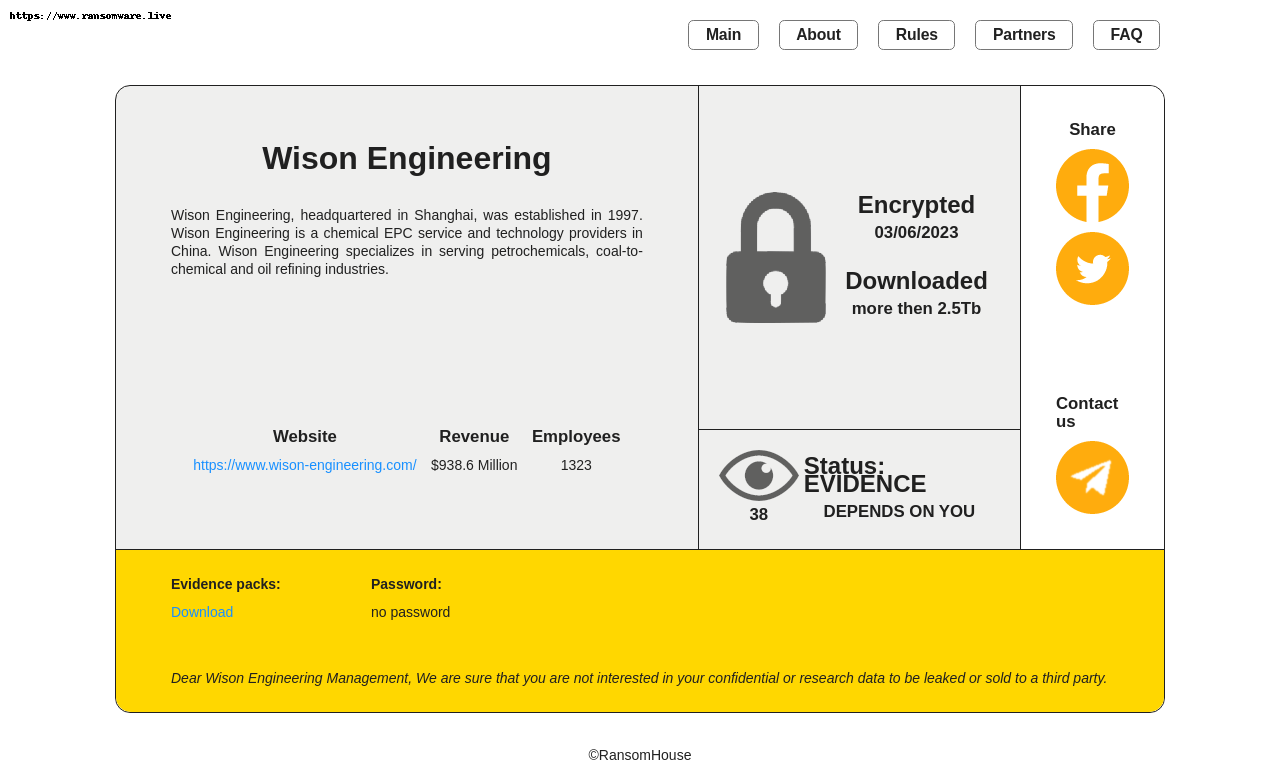 https://www.ransomware.live
Main
About
Rules
Partners
FAQ
Wison Engineering
Wison Engineering, headquartered in Shanghai, was established in 1997.
Wison Engineering is a chemical EPC service and technology providers in
China. Wison Engineering specializes in serving petrochemicals, coal-to-
chemical and oil refining industries.
Website
Revenue
Employees
https://www.wison-engineering.com/
$938.6 Million
1323
Encrypted
03/06/2023
Downloaded
more then 2.5Tb
38
Status:
EVIDENCE
DEPENDS ON YOU
Share
Contact
us
Evidence packs:
Password:
Download
no password
Dear Wison Engineering Management, We are sure that you are not interested in your confidential or research data to be leaked or sold to a third party.
©RansomHouse